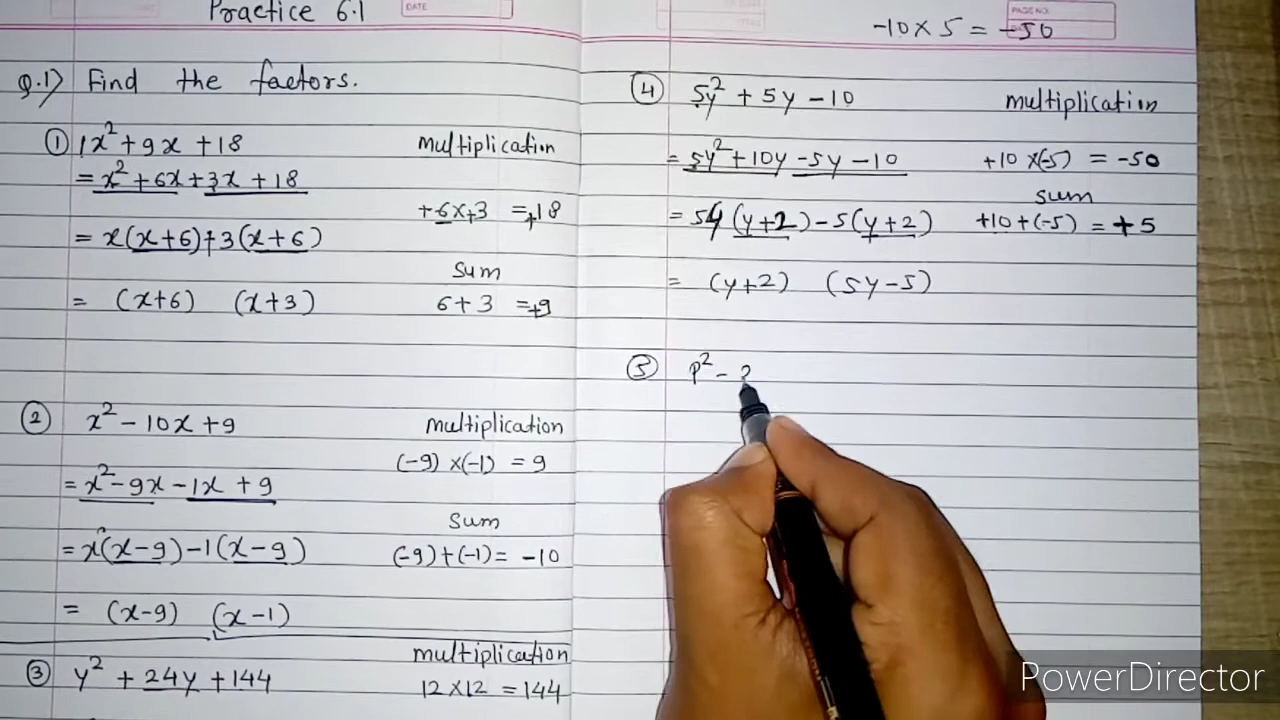 Practice 6.1
DATE
Q.1) Find the factors.
① 1x² + 9x + 18
multiplication
= x² + 6x + 3x + 18
+6x+3 = +18
= x(x+6)+3(x+6)
sum
= (x+6) (x+3)
6+3 = +9
② x² - 10x + 9
multiplication
(-9) x(-1) = 9
= x² - 9x - 1x + 9
sum
= x(x-9) - 1(x-9)
(-9)+(-1) = -10
= (x-9) (x-1)
③ y² + 24y + 144
multiplication
12 x 12 = 144
PAGE NO.
-10 x 5 = -50
④ 5y² + 5y - 10
multiplication
= 5y² + 10y - 5y - 10
+10 x(-5) = -50
sum
= 5y(y+2) - 5(y+2)
+10+(-5) = +5
= (y+2) (5y-5)
⑤ p² -
PowerDirector